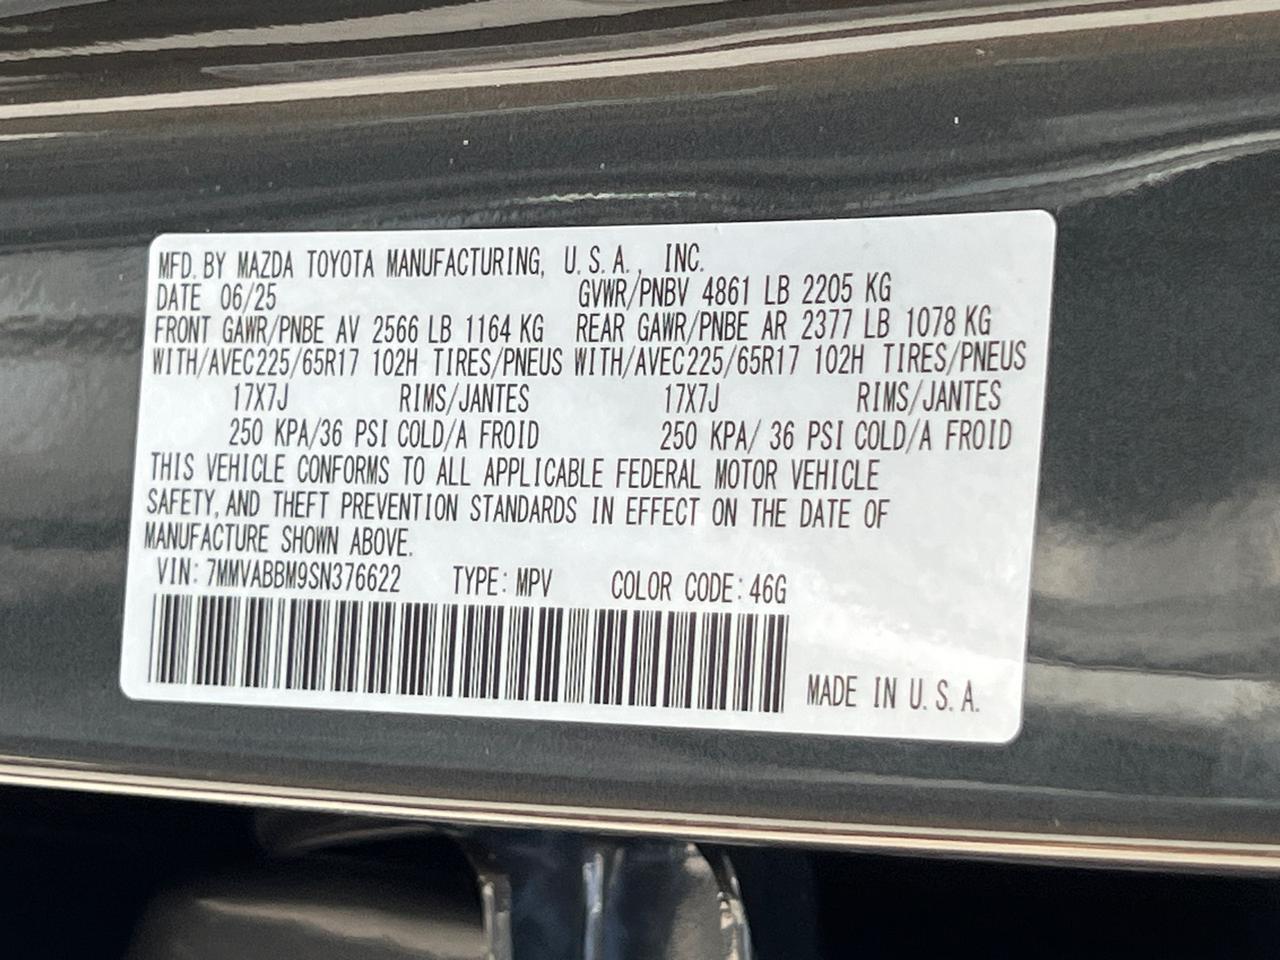 MFD. BY MAZDA TOYOTA MANUFACTURING, U.S.A., INC.
DATE 06/25 GVWR/PNBV 4861 LB 2205 KG
FRONT GAWR/PNBE AV 2566 LB 1164 KG REAR GAWR/PNBE AR 2377 LB 1078 KG
WITH/AVEC225/65R17 102H TIRES/PNEUS WITH/AVEC225/65R17 102H TIRES/PNEUS
17X7J RIMS/JANTES 17X7J RIMS/JANTES
250 KPA/36 PSI COLD/A FROID 250 KPA/ 36 PSI COLD/A FROID
THIS VEHICLE CONFORMS TO ALL APPLICABLE FEDERAL MOTOR VEHICLE
SAFETY, AND THEFT PREVENTION STANDARDS IN EFFECT ON THE DATE OF
MANUFACTURE SHOWN ABOVE.
VIN: 7MMVABBM9SN376622 TYPE: MPV COLOR CODE: 46G
MADE IN U.S.A.